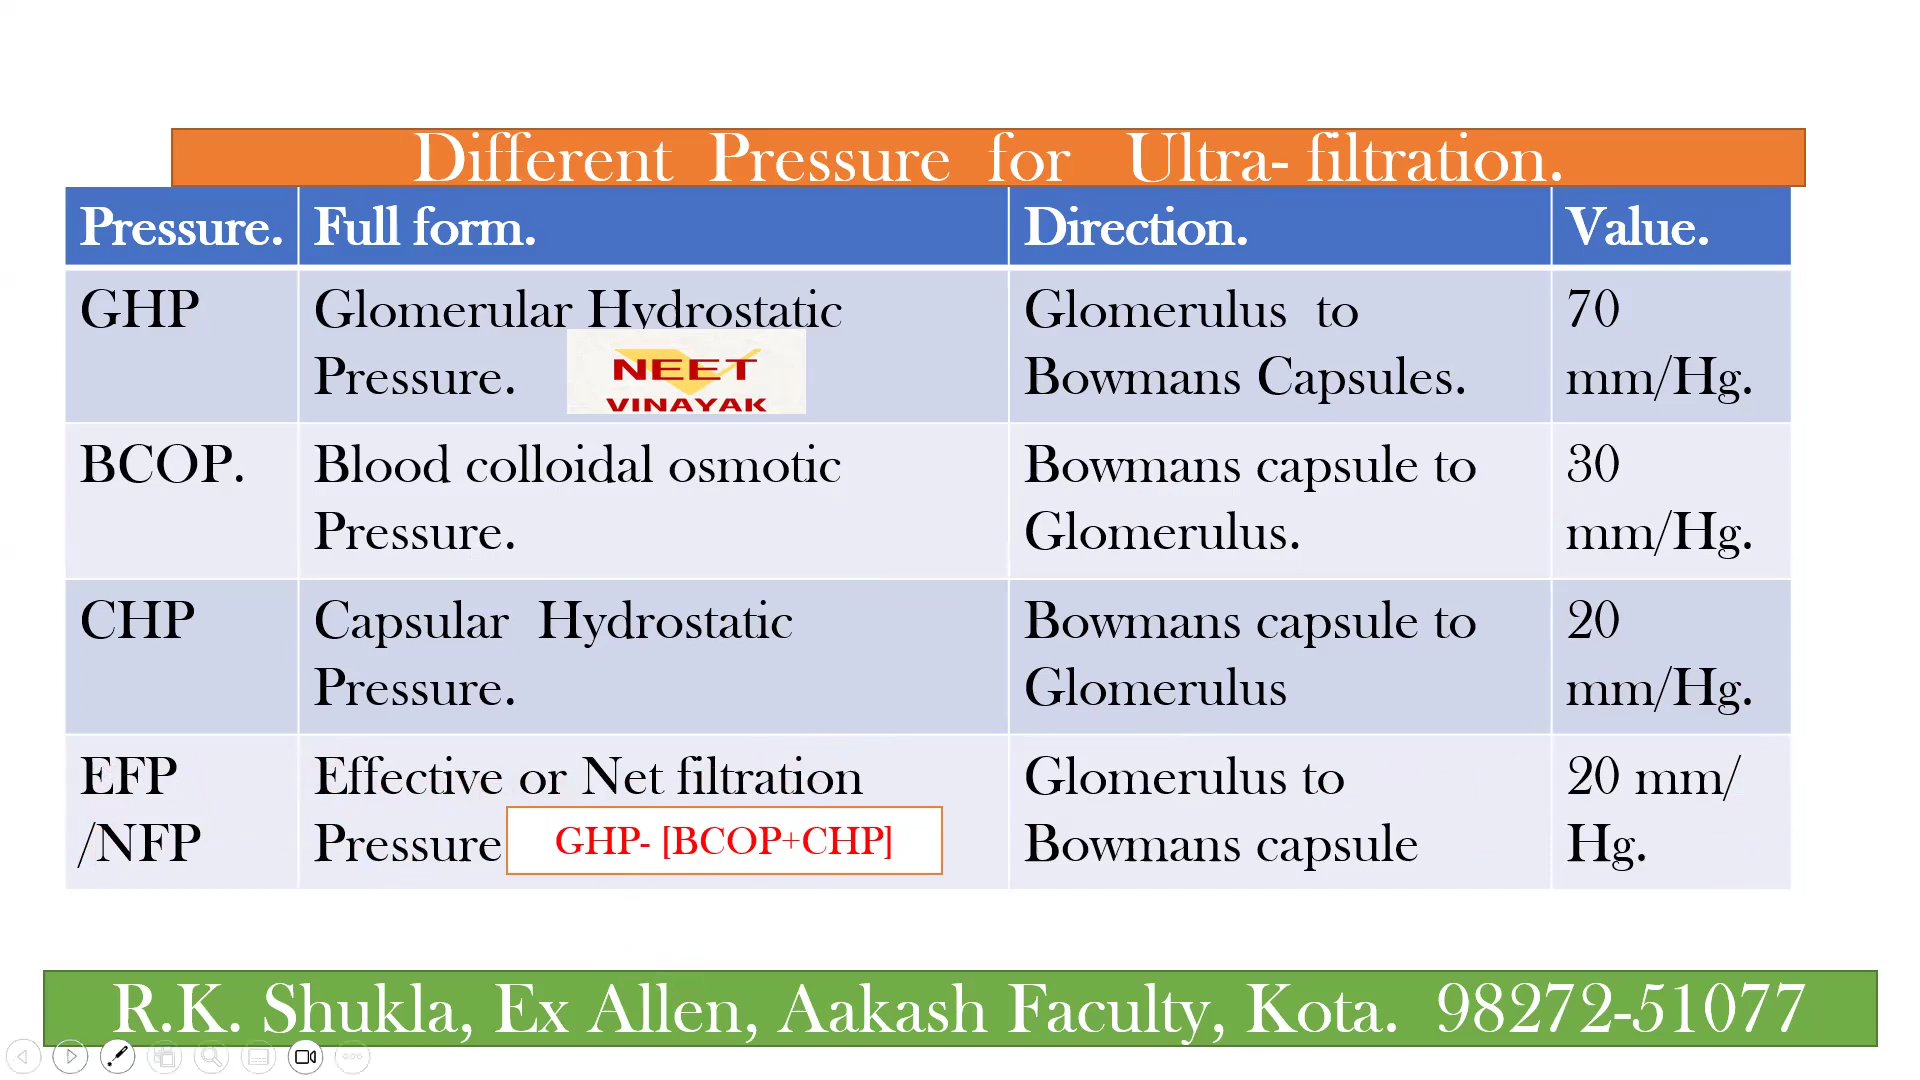 Different Pressure for Ultra- filtration.
Pressure. Full form. Direction. Value.
GHP Glomerular Hydrostatic Glomerulus to 70
Pressure. Bowmans Capsules. mm/Hg.
NEET
VINAYAK
BCOP. Blood colloidal osmotic Bowmans capsule to 30
Pressure. Glomerulus. mm/Hg.
CHP Capsular Hydrostatic Bowmans capsule to 20
Pressure. Glomerulus mm/Hg.
EFP Effective or Net filtration Glomerulus to 20 mm/
/NFP Pressure GHP- [BCOP+CHP] Bowmans capsule Hg.
R.K. Shukla, Ex Allen, Aakash Faculty, Kota. 98272-51077